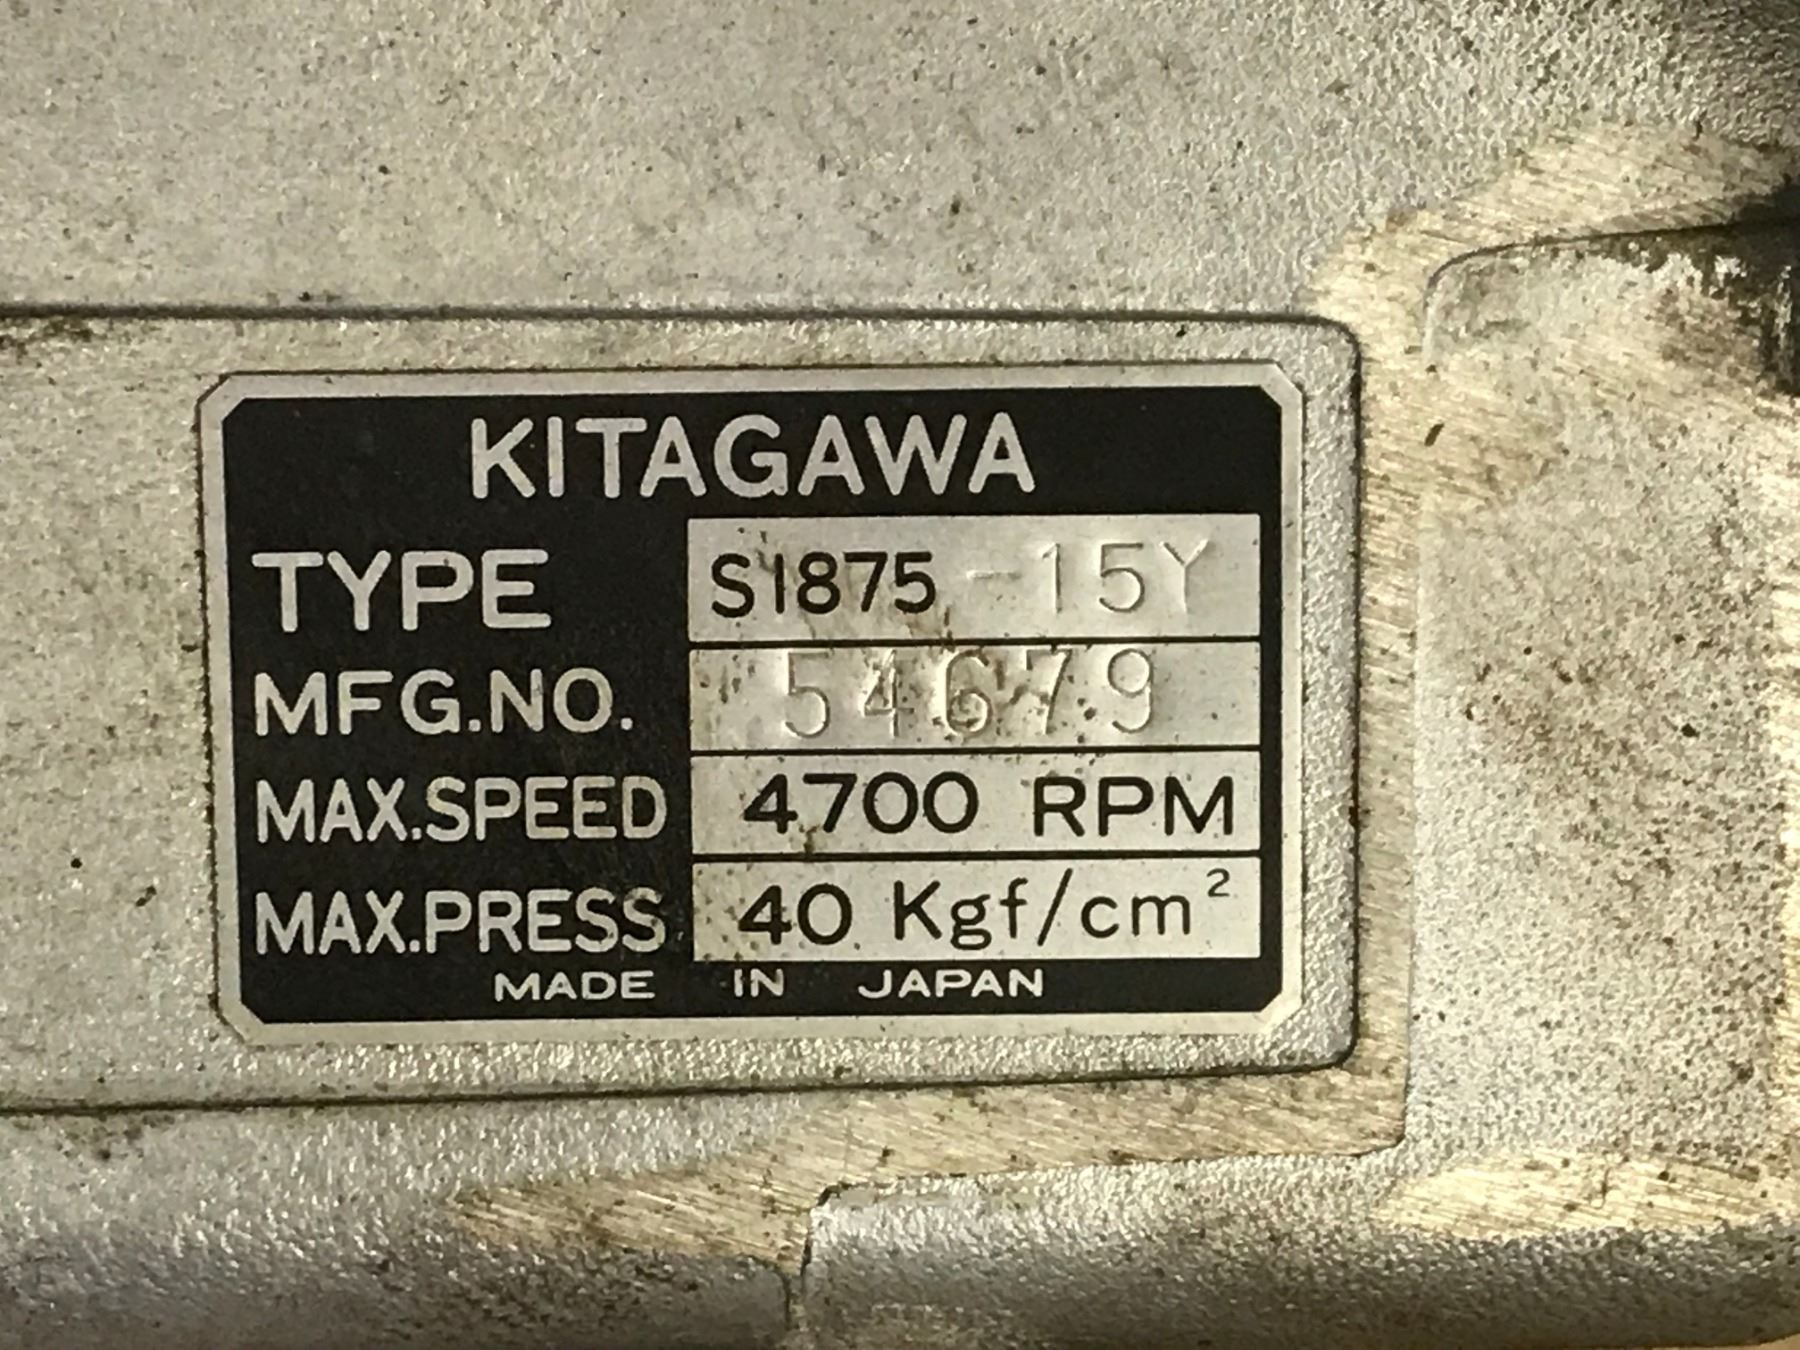 KITAGAWA
TYPE S1875-15Y
MFG.NO. 54679
MAX.SPEED 4700 RPM
MAX.PRESS 40 Kgf/cm²
MADE IN JAPAN